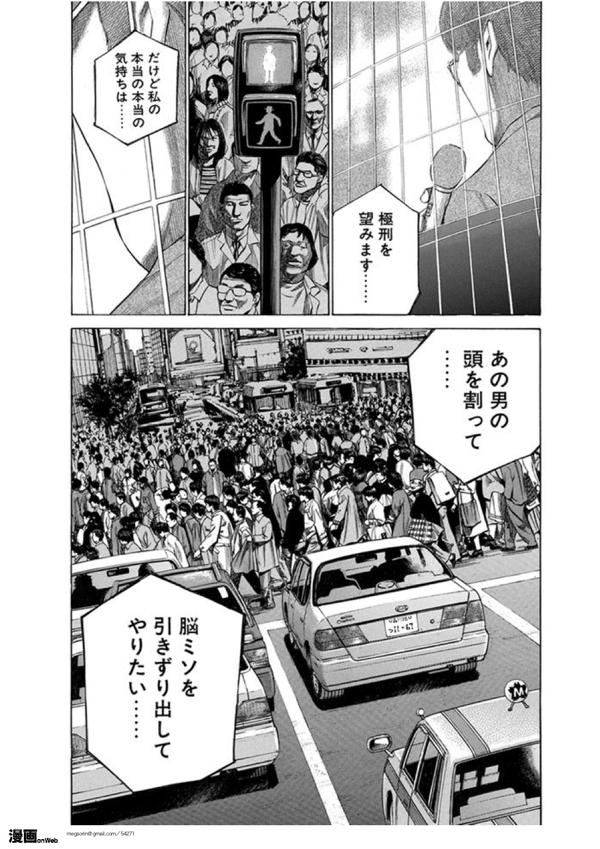 極刑を
望みます……
だけど私の
本当の本当の
気持ちは……
あの男の
頭を割って
……
脳ミソを
引きずり出して
やりたい……
M
漫画onWeb